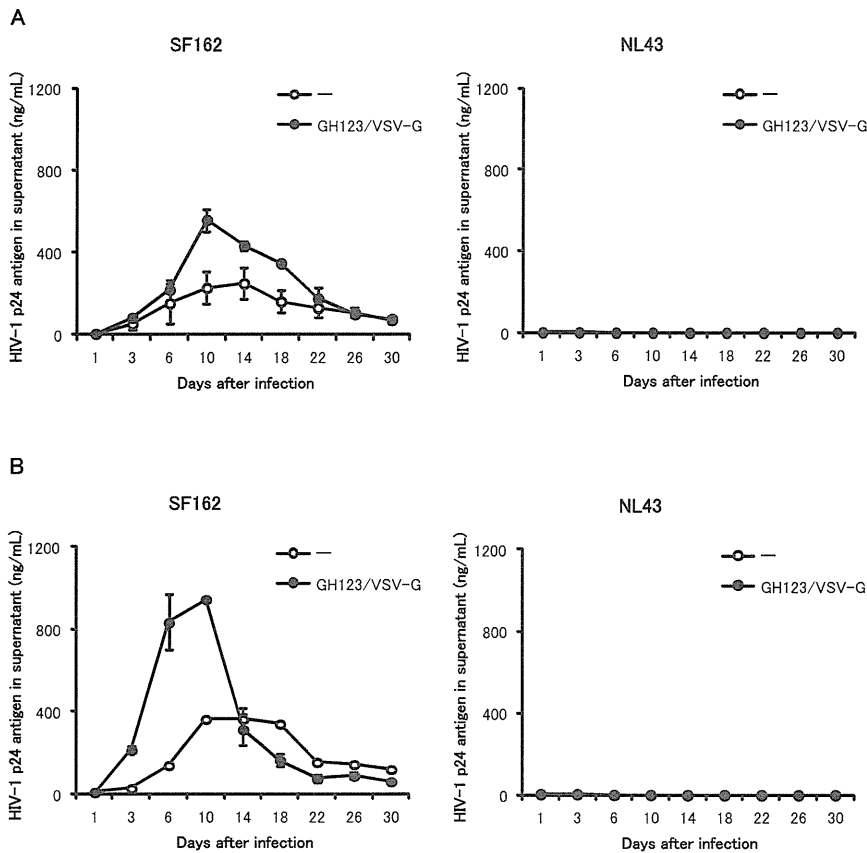 A
SF162
HIV-1 p24 antigen in supernatant (ng/mL)
1200
800
400
0
—
GH123/VSV-G
1 3 6 10 14 18 22 26 30
Days after infection
NL43
HIV-1 p24 antigen in supernatant (ng/mL)
1200
800
400
0
—
GH123/VSV-G
1 3 6 10 14 18 22 26 30
Days after infection
B
SF162
HIV-1 p24 antigen in supernatant (ng/mL)
1200
800
400
0
—
GH123/VSV-G
1 3 6 10 14 18 22 26 30
Days after infection
NL43
HIV-1 p24 antigen in supernatant (ng/mL)
1200
800
400
0
—
GH123/VSV-G
1 3 6 10 14 18 22 26 30
Days after infection